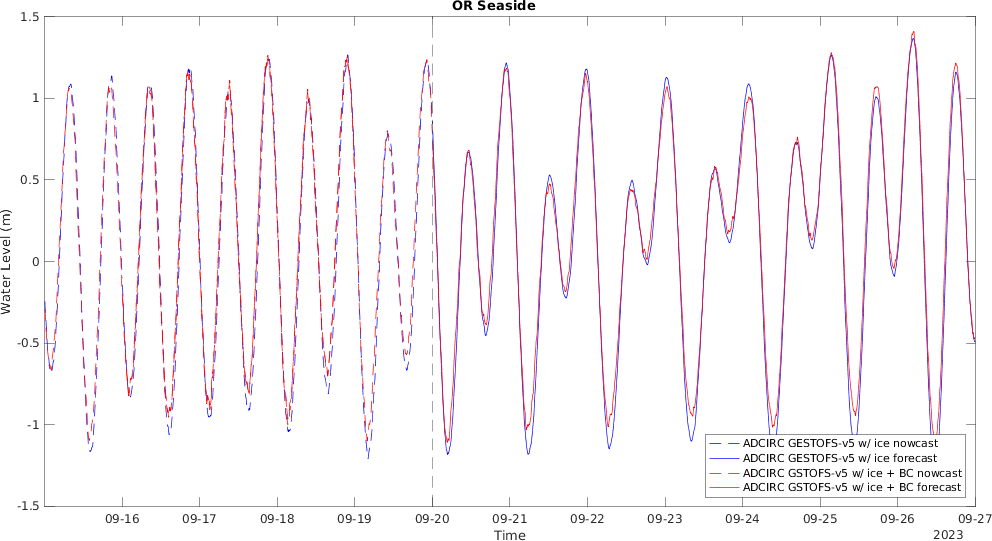 OR Seaside
1.5
1
0.5
0
-0.5
-1
-1.5
Water Level (m)
09-16 09-17 09-18 09-19 09-20 09-21 09-22 09-23 09-24 09-25 09-26 09-27
Time
2023
ADCIRC GESTOFS-v5 w/ ice nowcast
ADCIRC GESTOFS-v5 w/ ice forecast
ADCIRC GSTOFS-v5 w/ ice + BC nowcast
ADCIRC GSTOFS-v5 w/ ice + BC forecast